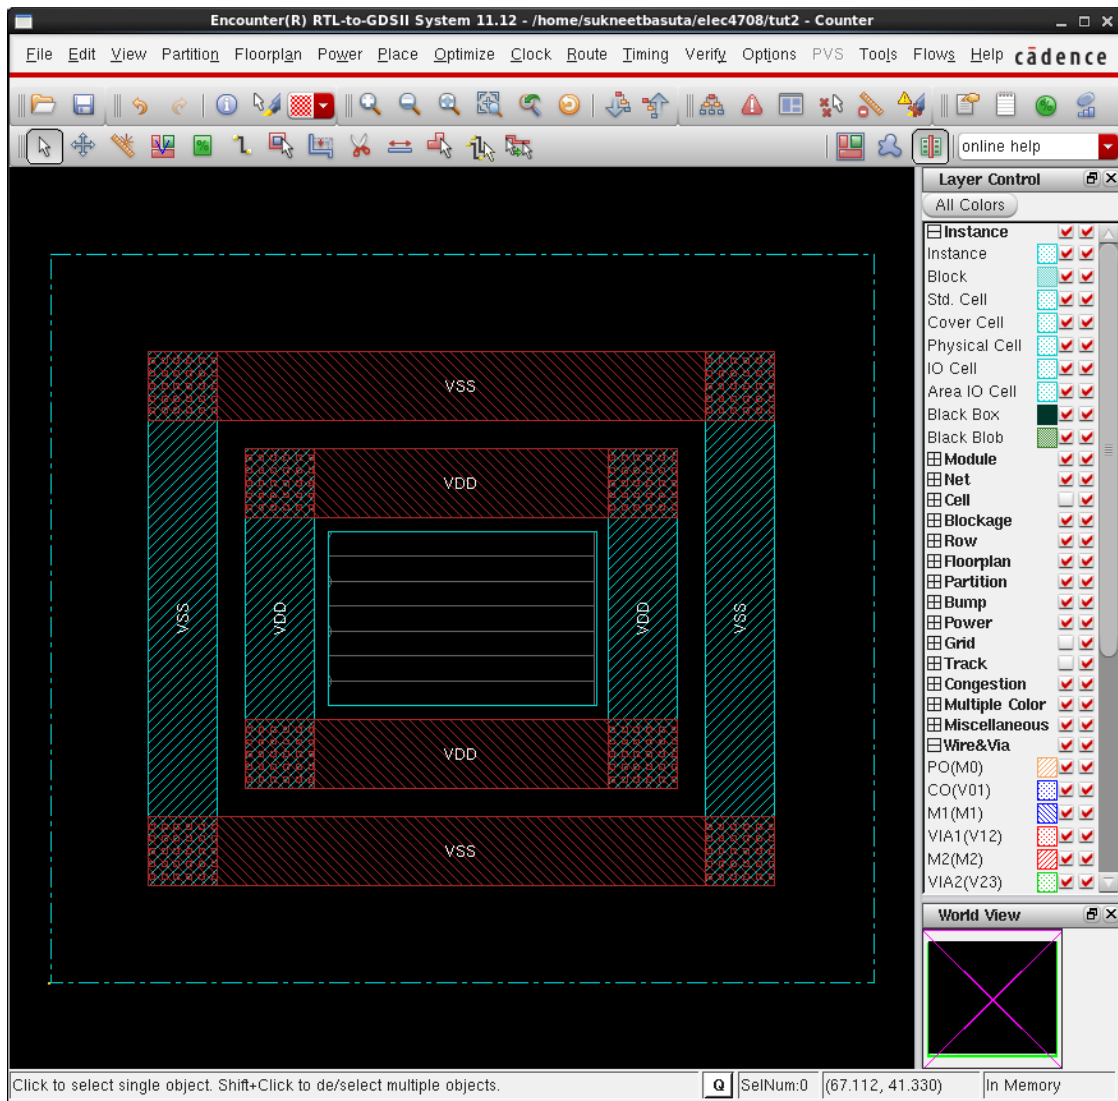 Encounter(R) RTL-to-GDSII System 11.12 - /home/sukneetbasuta/elec4708/tut2 - Counter
File Edit View Partition Floorplan Power Place Optimize Clock Route Timing Verify Options PVS Tools Flows Help cādence
online help
Layer Control
All Colors
Instance
Instance
Block
Std. Cell
Cover Cell
Physical Cell
IO Cell
Area IO Cell
Black Box
Black Blob
Module
Net
Cell
Blockage
Row
Floorplan
Partition
Bump
Power
Grid
Track
Congestion
Multiple Color
Miscellaneous
Wire&Via
PO(M0)
CO(V01)
M1(M1)
VIA1(V12)
M2(M2)
VIA2(V23)
VSS
VDD
VSS VDD VDD VSS
VDD
VSS
World View
Click to select single object. Shift+Click to de/select multiple objects. Q SelNum:0 (67.112, 41.330) In Memory